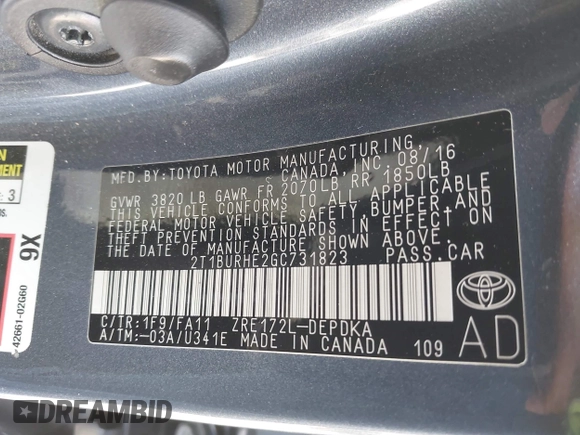 MFD. BY: TOYOTA MOTOR MANUFACTURING,
CANADA, INC. 08/16
GVWR 3820 LB GAWR FR 2070LB, RR 1850LB
THIS VEHICLE CONFORMS TO ALL APPLICABLE
FEDERAL MOTOR VEHICLE SAFETY, BUMPER, AND
THEFT PREVENTION STANDARDS IN EFFECT ON
THE DATE OF MANUFACTURE SHOWN ABOVE.
2T1BURHE2GC731823 PASS. CAR
C/TR: 1F9/FA11 ZRE172L-DEPDKA
A/TM: -03A/U341E MADE IN CANADA 109
AD
3
9X
42661-02G60
DREAMBID